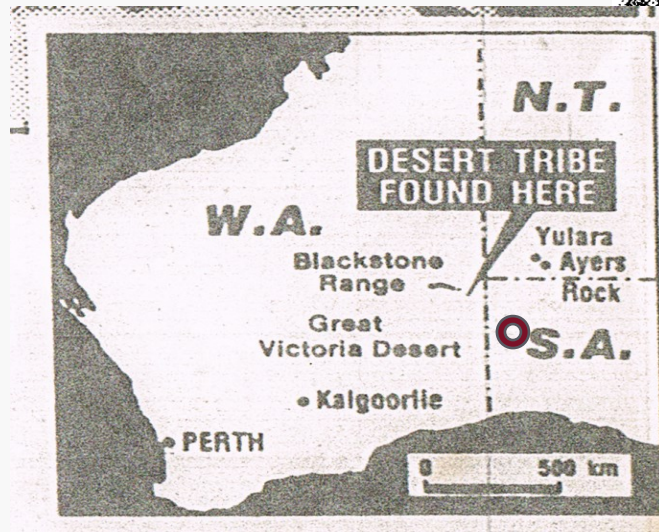 N.T.
DESERT TRIBE
FOUND HERE
W.A.
Yulara
Blackstone
Ayers
Range
Rock
Great
S.A.
Victoria Desert
Kalgoorlie
PERTH
0 500 km